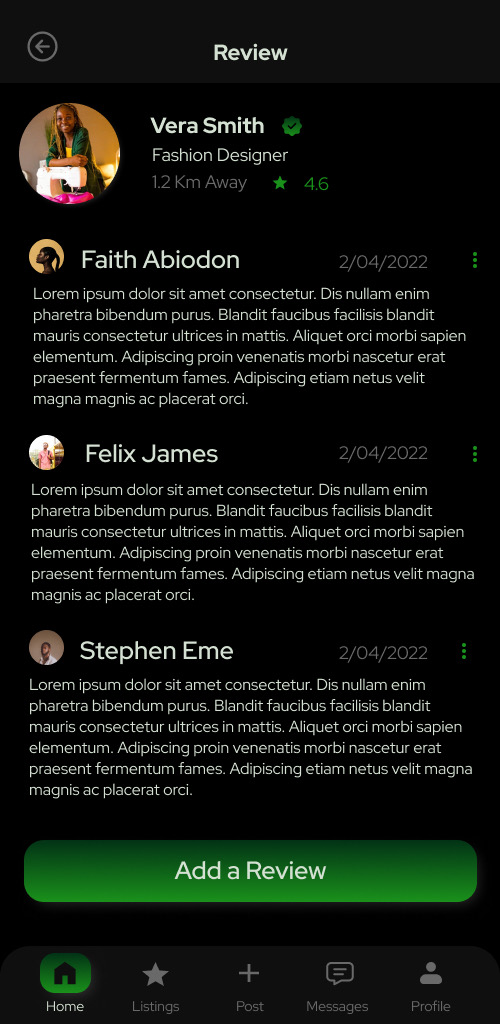 Review
Vera Smith
Fashion Designer
1.2 Km Away 4.6
Faith Abiodon 2/04/2022
Lorem ipsum dolor sit amet consectetur. Dis nullam enim
pharetra bibendum purus. Blandit faucibus facilisis blandit
mauris consectetur ultrices in mattis. Aliquet orci morbi sapien
elementum. Adipiscing proin venenatis morbi nascetur erat
praesent fermentum fames. Adipiscing etiam netus velit
magna magnis ac placerat orci.
Felix James 2/04/2022
Lorem ipsum dolor sit amet consectetur. Dis nullam enim
pharetra bibendum purus. Blandit faucibus facilisis blandit
mauris consectetur ultrices in mattis. Aliquet orci morbi sapien
elementum. Adipiscing proin venenatis morbi nascetur erat
praesent fermentum fames. Adipiscing etiam netus velit magna
magnis ac placerat orci.
Stephen Eme 2/04/2022
Lorem ipsum dolor sit amet consectetur. Dis nullam enim
pharetra bibendum purus. Blandit faucibus facilisis blandit
mauris consectetur ultrices in mattis. Aliquet orci morbi sapien
elementum. Adipiscing proin venenatis morbi nascetur erat
praesent fermentum fames. Adipiscing etiam netus velit magna
magnis ac placerat orci.
Add a Review
Home Listings Post Messages Profile